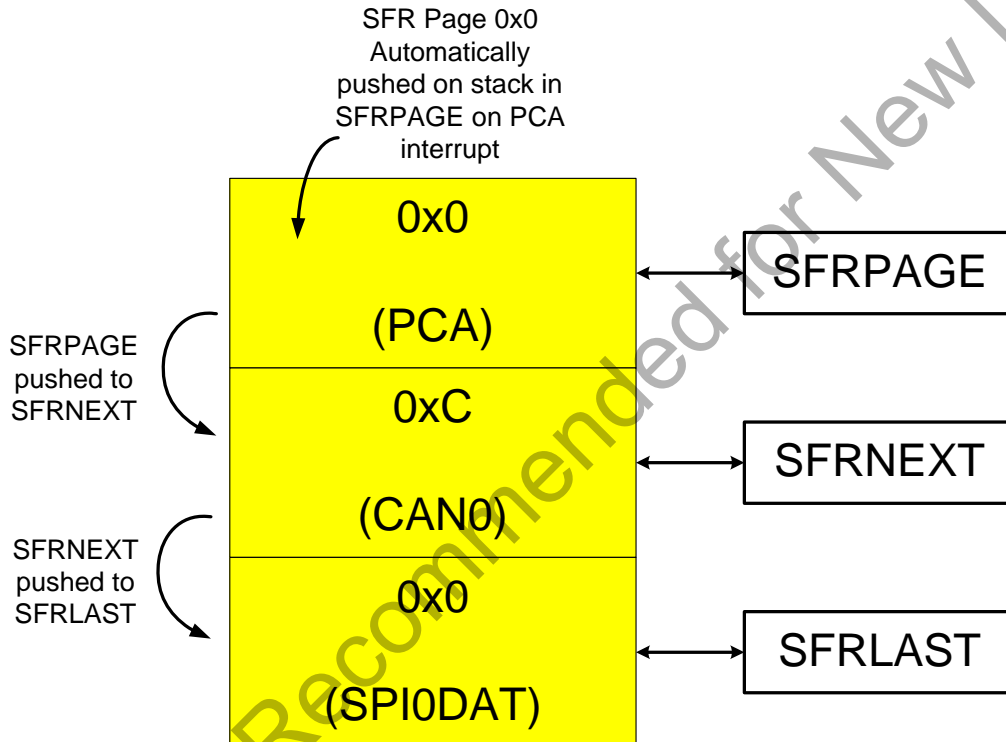 SFR Page 0x0
Automatically
pushed on stack in
SFRPAGE on PCA
interrupt
0x0
(PCA)
SFRPAGE
SFRPAGE
pushed to
SFRNEXT
0xC
(CAN0)
SFRNEXT
SFRNEXT
pushed to
SFRLAST
0x0
(SPI0DAT)
SFRLAST
Recommended for New